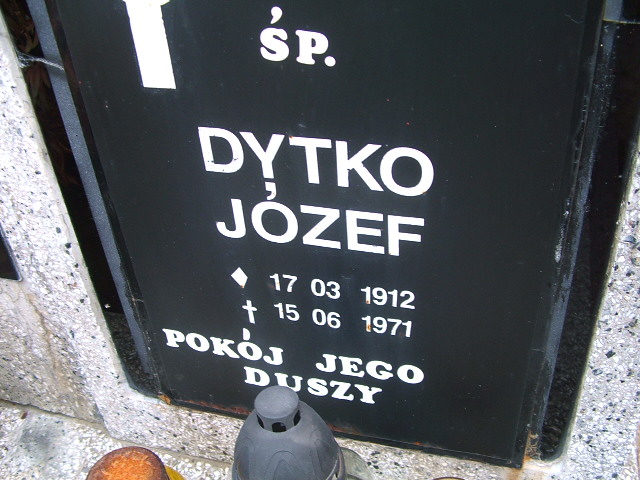 ŚP.
DYTKO
JÓZEF
♦ 17 03 1912
† 15 06 1971
POKÓJ JEGO
DUSZY